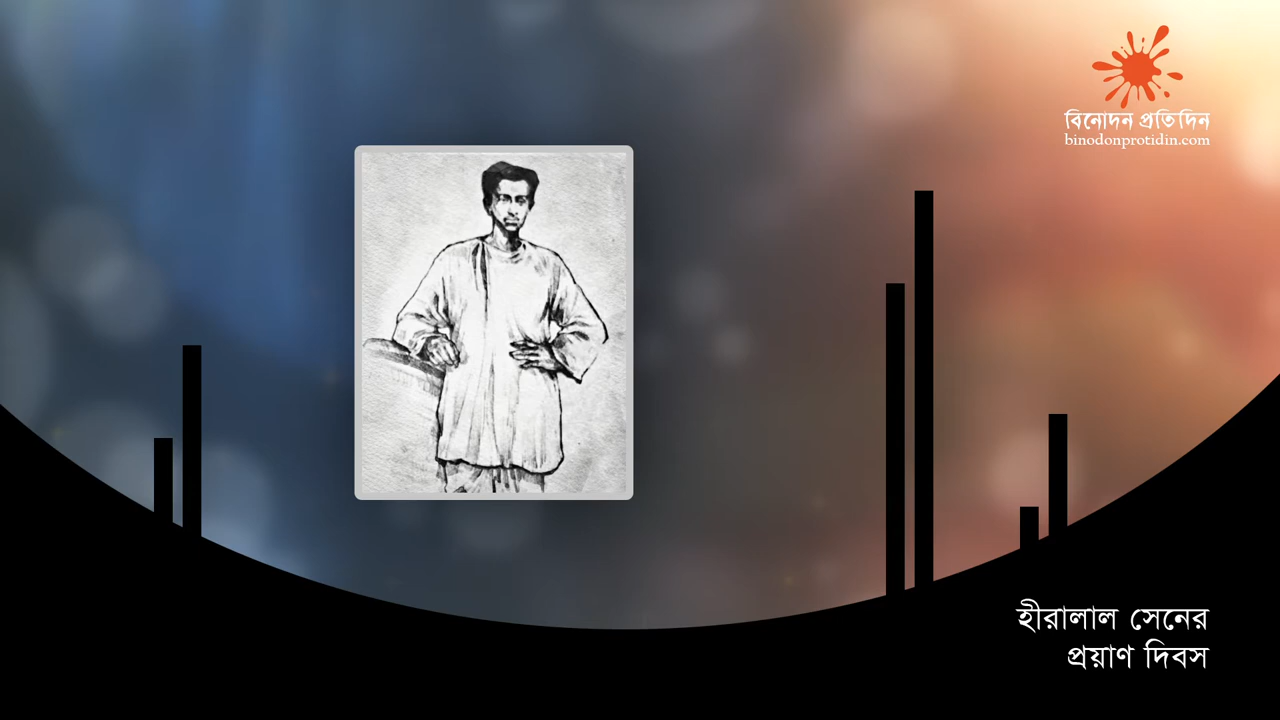 বিনোদন প্রতিদিন
binodonprotidin.com
হীরালাল সেনের
প্রয়াণ দিবস